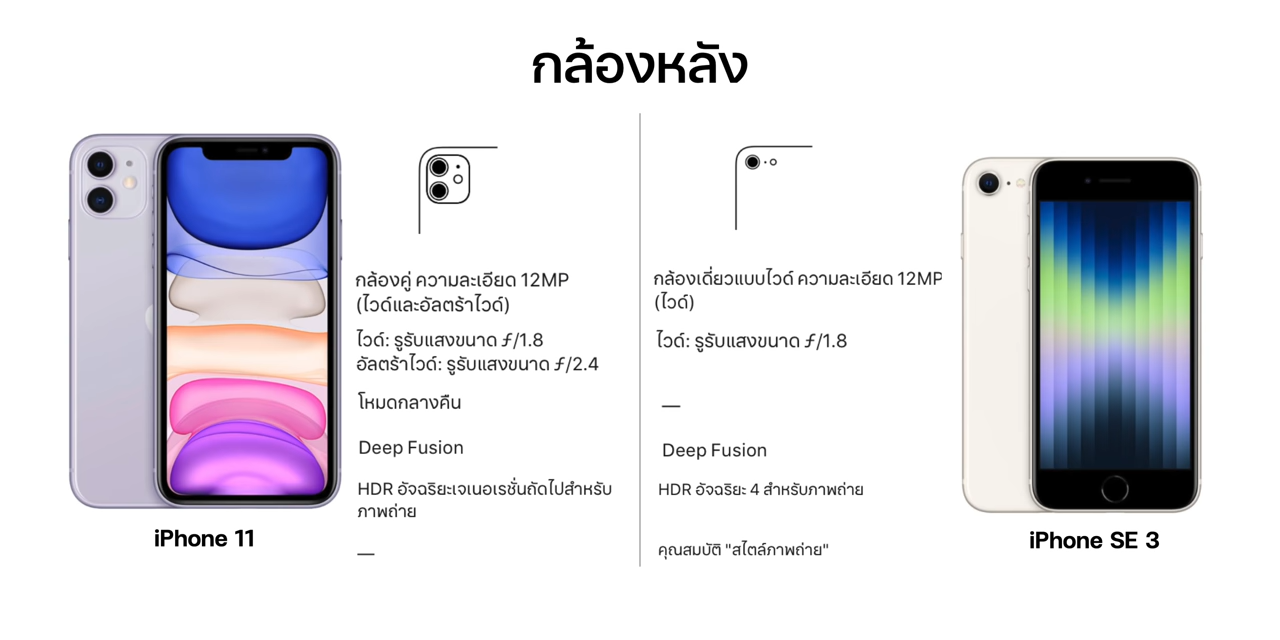 กล้องหลัง
กล้องคู่ ความละเอียด 12MP
(ไวด์และอัลตร้าไวด์)
ไวด์: รูรับแสงขนาด ƒ/1.8
อัลตร้าไวด์: รูรับแสงขนาด ƒ/2.4
โหมดกลางคืน
Deep Fusion
HDR อัจฉริยะเจเนอเรชั่นถัดไปสำหรับ
ภาพถ่าย
—
iPhone 11
กล้องเดี่ยวแบบไวด์ ความละเอียด 12MP
(ไวด์)
ไวด์: รูรับแสงขนาด ƒ/1.8
—
Deep Fusion
HDR อัจฉริยะ 4 สำหรับภาพถ่าย
คุณสมบัติ "สไตล์ภาพถ่าย"
iPhone SE 3